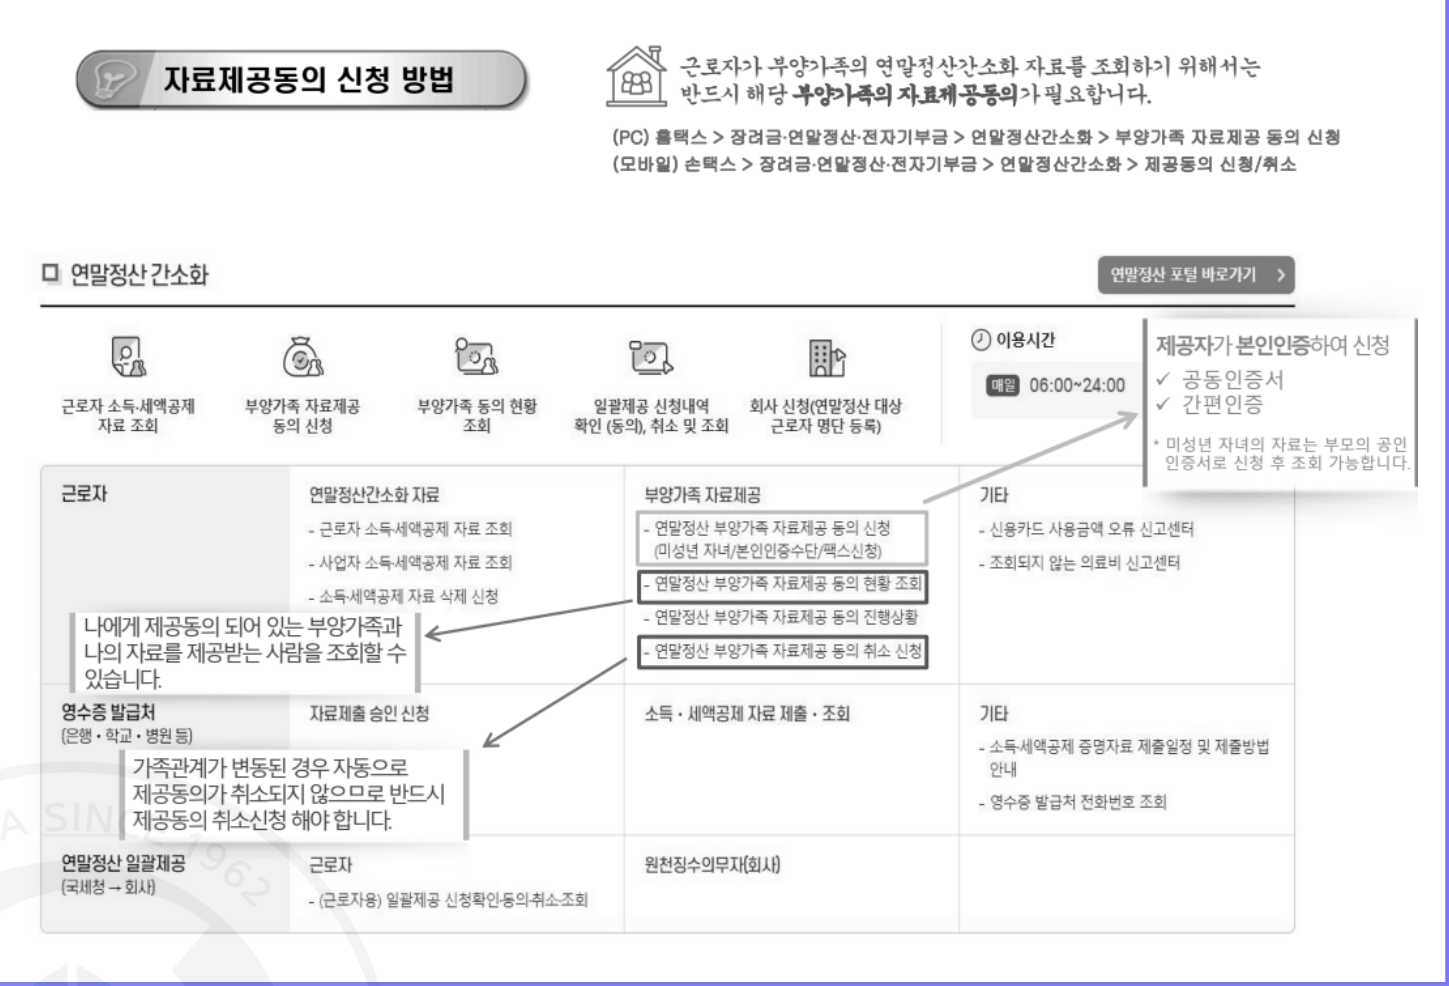 자료제공동의 신청 방법
근로자가 부양가족의 연말정산간소화 자료를 조회하기 위해서는
반드시 해당 부양가족의 자료제공동의가 필요합니다.
(PC) 홈택스 > 장려금·연말정산·전자기부금 > 연말정산간소화 > 부양가족 자료제공 동의 신청
(모바일) 손택스 > 장려금·연말정산·전자기부금 > 연말정산간소화 > 제공동의 신청/취소
연말정산 간소화
연말정산 포털 바로가기 >
근로자 소득·세액공제
자료 조회
부양가족 자료제공
동의 신청
부양가족 동의 현황
조회
일괄제공 신청내역
확인 (동의), 취소 및 조회
회사 신청(연말정산 대상
근로자 명단 등록)
이용시간
매일 06:00~24:00
제공자가 본인인증하여 신청
✓ 공동인증서
✓ 간편인증
* 미성년 자녀의 자료는 부모의 공인
인증서로 신청 후 조회 가능합니다.
근로자
연말정산간소화 자료
- 근로자 소득·세액공제 자료 조회
- 사업자 소득·세액공제 자료 조회
- 소득·세액공제 자료 삭제 신청
부양가족 자료제공
- 연말정산 부양가족 자료제공 동의 신청
(미성년 자녀/본인인증수단/팩스신청)
- 연말정산 부양가족 자료제공 동의 현황 조회
- 연말정산 부양가족 자료제공 동의 진행상황
- 연말정산 부양가족 자료제공 동의 취소 신청
기타
- 신용카드 사용금액 오류 신고센터
- 조회되지 않는 의료비 신고센터
나에게 제공동의 되어 있는 부양가족과
나의 자료를 제공받는 사람을 조회할 수
있습니다.
영수증 발급처
(은행·학교·병원 등)
자료제출 승인 신청
소득·세액공제 자료 제출·조회
기타
- 소득·세액공제 증명자료 제출일정 및 제출방법
안내
- 영수증 발급처 전화번호 조회
가족관계가 변동된 경우 자동으로
제공동의가 취소되지 않으므로 반드시
제공동의 취소신청 해야 합니다.
연말정산 일괄제공
(국세청→회사)
근로자
- (근로자용) 일괄제공 신청확인·동의·취소·조회
원천징수의무자(회사)
A SINCE 1962